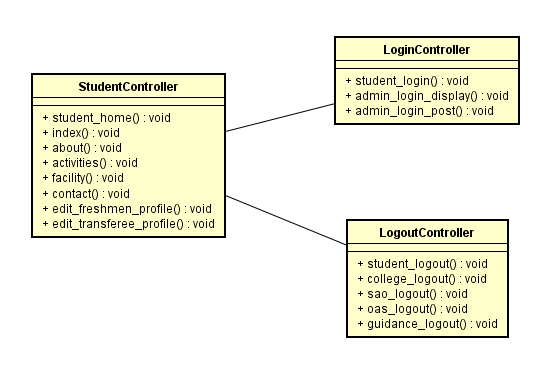 StudentController
+ student_home() : void
+ index() : void
+ about() : void
+ activities() : void
+ facility() : void
+ contact() : void
+ edit_freshmen_profile() : void
+ edit_transferee_profile() : void
LoginController
+ student_login() : void
+ admin_login_display() : void
+ admin_login_post() : void
LogoutController
+ student_logout() : void
+ college_logout() : void
+ sao_logout() : void
+ oas_logout() : void
+ guidance_logout() : void